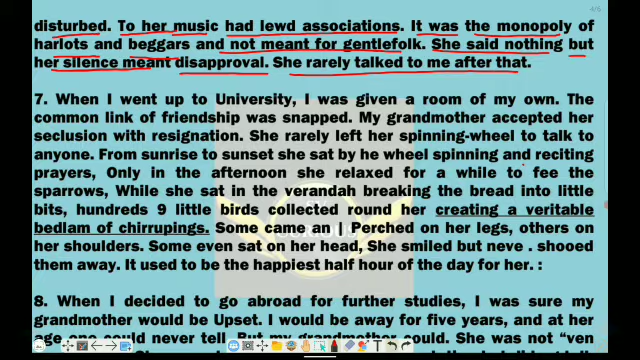 4/5
disturbed. To her music had lewd associations. It was the monopoly of
harlots and beggars and not meant for gentlefolk. She said nothing but
her silence meant disapproval. She rarely talked to me after that.
7. When I went up to University, I was given a room of my own. The
common link of friendship was snapped. My grandmother accepted her
seclusion with resignation. She rarely left her spinning-wheel to talk to
anyone. From sunrise to sunset she sat by he wheel spinning and reciting
prayers, Only in the afternoon she relaxed for a while to fee the
sparrows, While she sat in the verandah breaking the bread into little
bits, hundreds 9 little birds collected round her creating a veritable
bedlam of chirrupings. Some came an | Perched on her legs, others on
her shoulders. Some even sat on her head, She smiled but neve . shooed
them away. It used to be the happiest half hour of the day for her. :
8. When I decided to go abroad for further studies, I was sure my
grandmother would be Upset. I would be away for five years, and at her
age one could never tell. But my grandmother could. She was not “ven